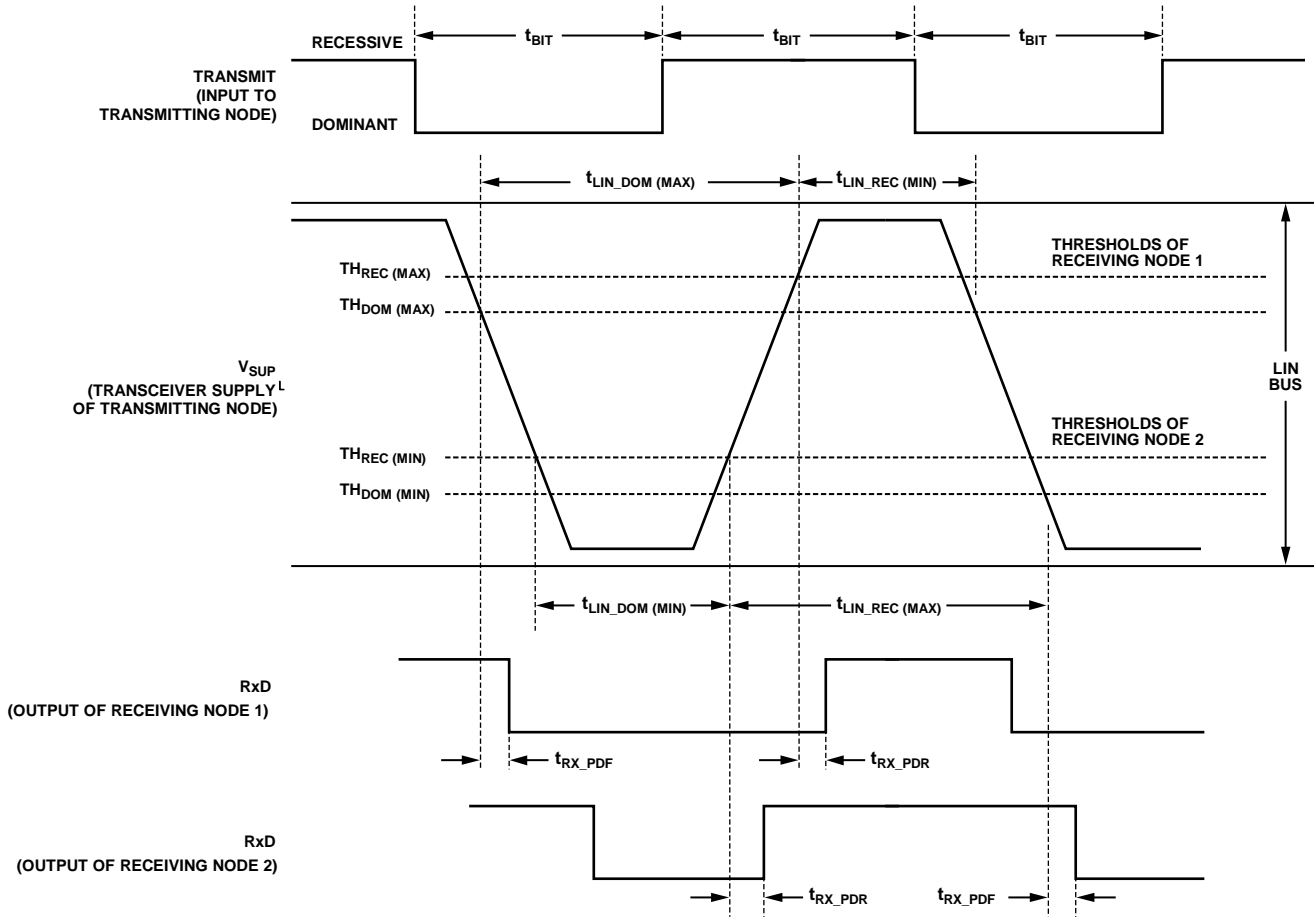 tBIT tBIT tBIT
RECESSIVE
TRANSMIT
(INPUT TO
TRANSMITTING NODE)
DOMINANT
tLIN_DOM (MAX) tLIN_REC (MIN)
THREC (MAX)
THRESHOLDS OF
RECEIVING NODE 1
THDOM (MAX)
VSUP
(TRANSCEIVER SUPPLY
OF TRANSMITTING NODE)
L
LIN
BUS
THRESHOLDS OF
RECEIVING NODE 2
THREC (MIN)
THDOM (MIN)
tLIN_DOM (MIN) tLIN_REC (MAX)
RxD
(OUTPUT OF RECEIVING NODE 1)
tRX_PDF tRX_PDR
RxD
(OUTPUT OF RECEIVING NODE 2)
tRX_PDR tRX_PDF